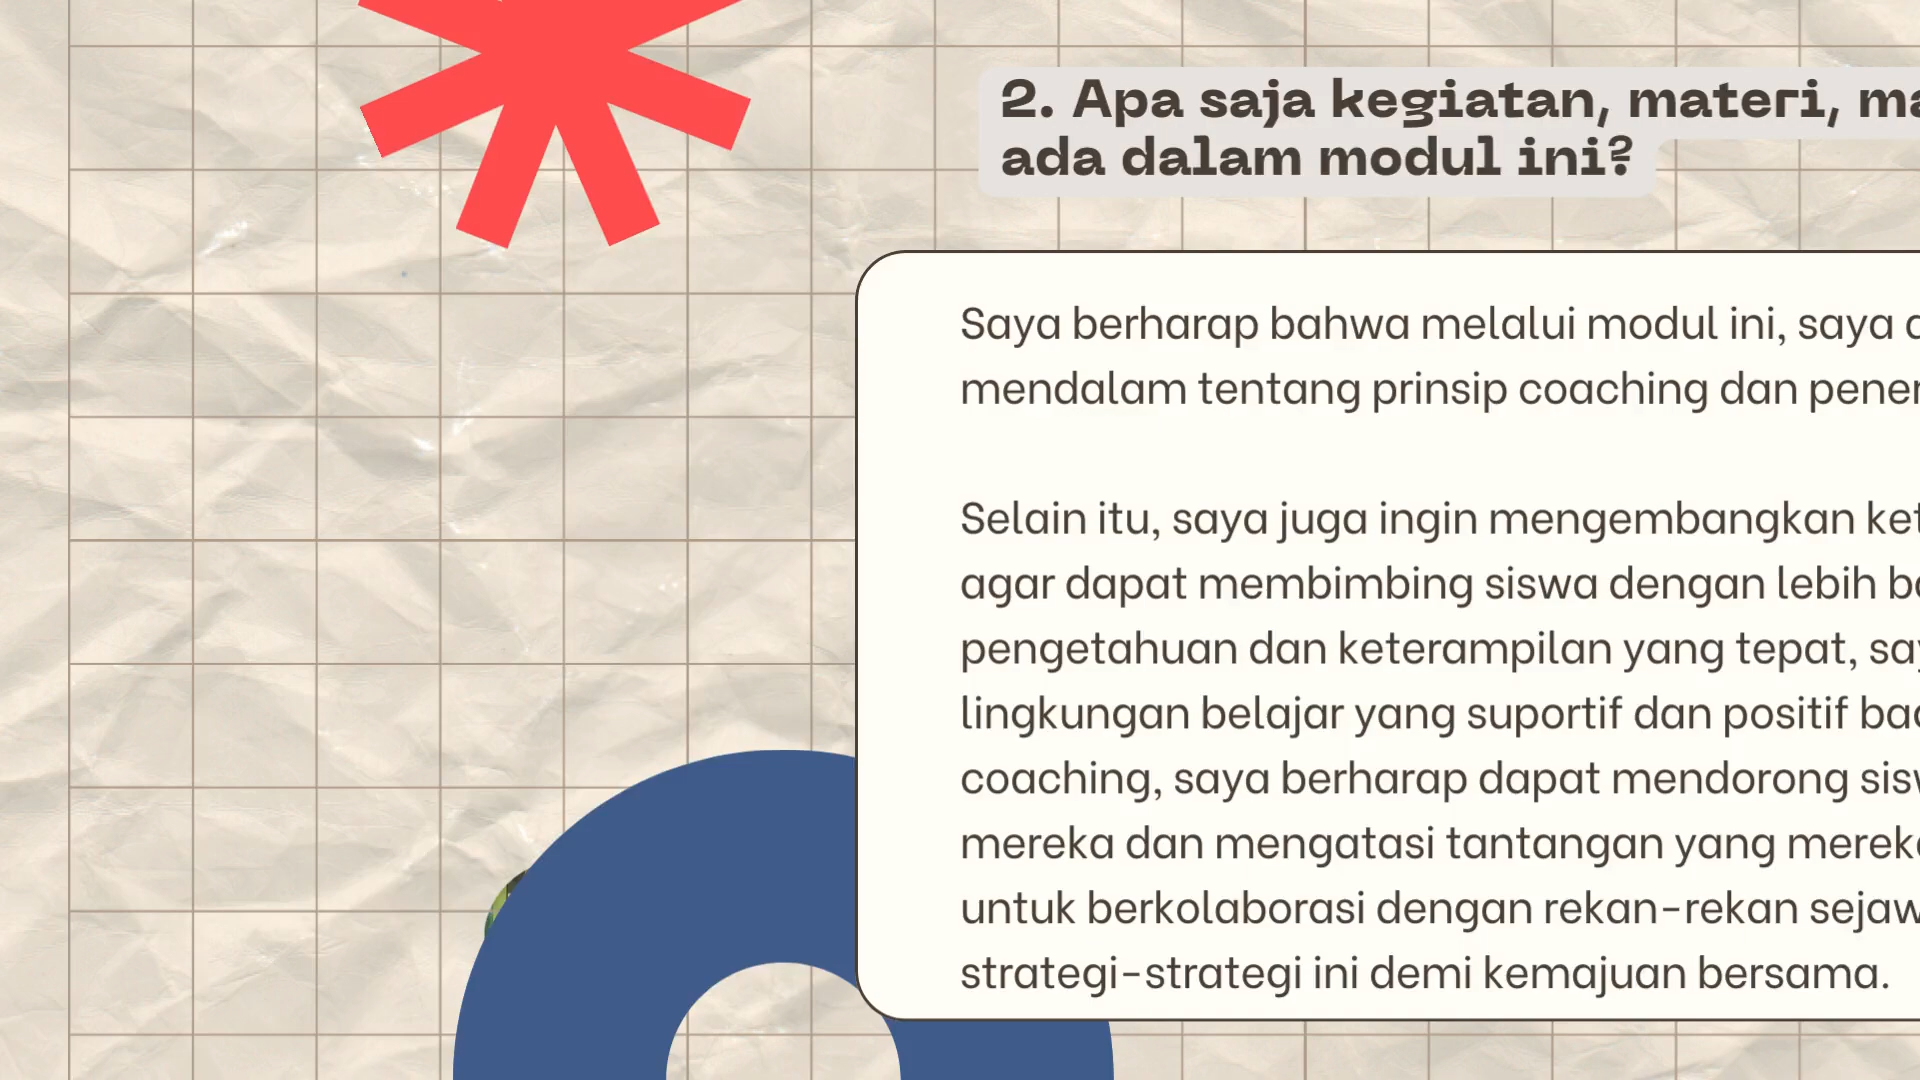 2. Apa saja kegiatan, materi,
ada dalam modul ini?
Saya berharap bahwa melalui modul ini, saya
mendalam tentang prinsip coaching dan
Selain itu, saya juga ingin mengembangkan
agar dapat membimbing siswa dengan lebih
pengetahuan dan keterampilan yang tepat,
lingkungan belajar yang suportif dan positif
coaching, saya berharap dapat mendorong
mereka dan mengatasi tantangan yang
untuk berkolaborasi dengan rekan-rekan
strategi-strategi ini demi kemajuan bersama.